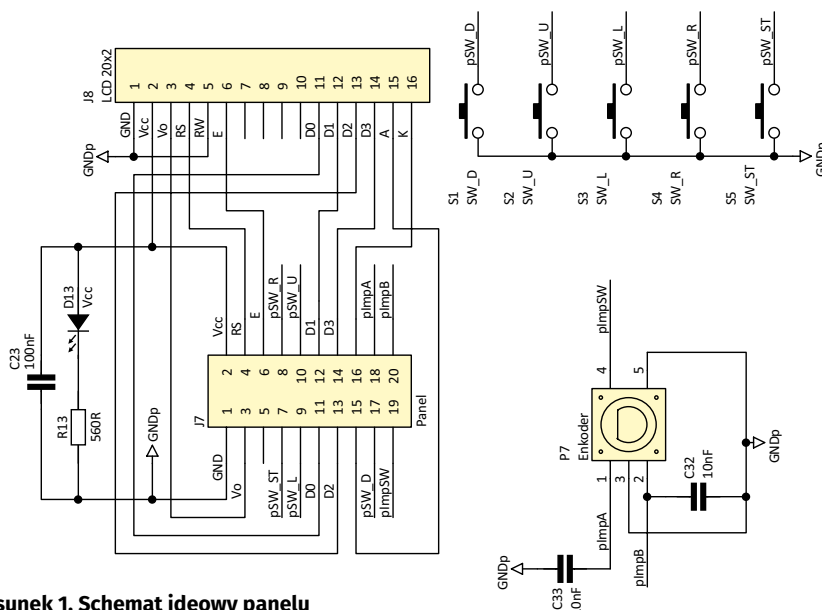 J8
LCD 20x2
1
2
3
4
5
6
7
8
9
10
11
12
13
14
15
16
GND
Vcc
Vo
RS
RW
E
D0
D1
D2
D3
A
K
GNDp
C23
100nF
D13
Vcc
R13
560R
GNDp
Vcc
RS
E
pSW_R
pSW_U
D1
D3
pImpA
pImpB
J7
2
4
6
8
10
12
14
16
18
20
1
3
5
7
9
11
13
15
17
19
Panel
GND
Vo
pSW_ST
pSW_L
D0
D2
pSW_D
pImpSW
pSW_D
pSW_U
pSW_L
pSW_R
pSW_ST
S1
SW_D
S2
SW_U
S3
SW_L
S4
SW_R
S5
SW_ST
GNDp
pImpSW
4
5
P7
Enkoder
1
3
2
pImpA
pImpB
C32
10nF
GNDp
GNDp
C33
0nF
sunek 1. Schemat ideowy panelu